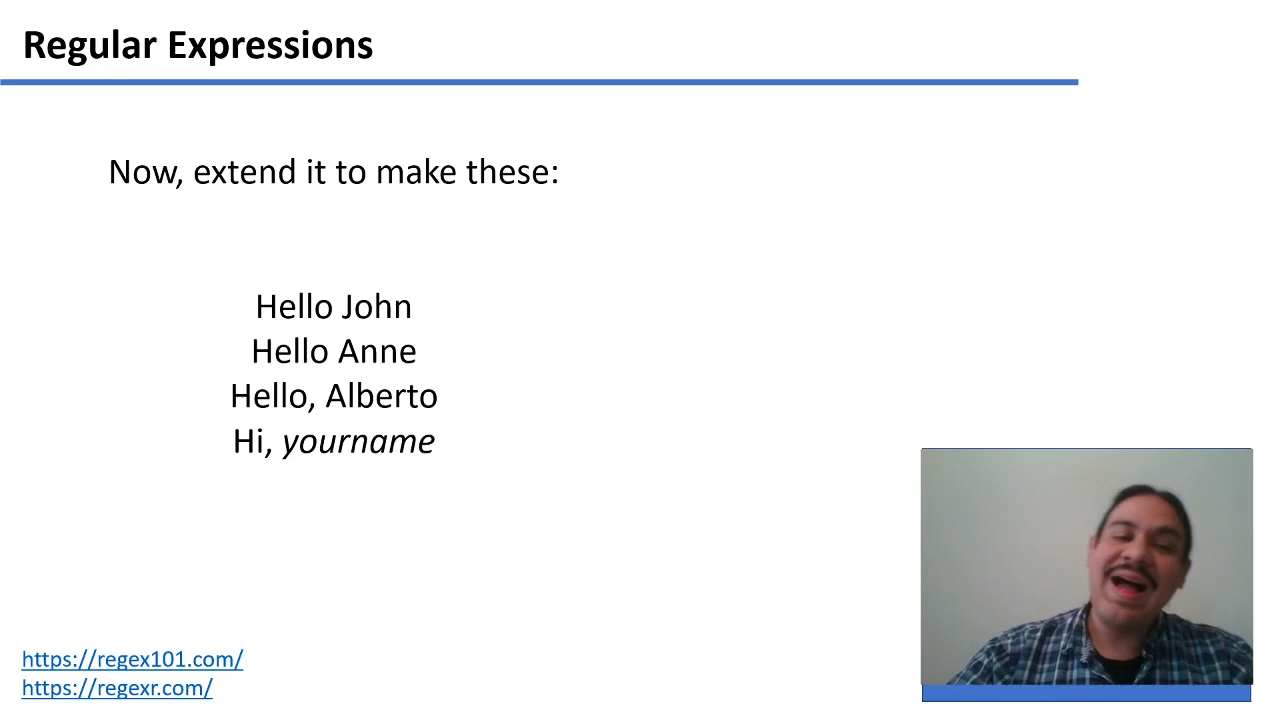 Regular Expressions
Now, extend it to make these:
Hello John
Hello Anne
Hello, Alberto
Hi, yourname
https://regex101.com/
https://regexr.com/